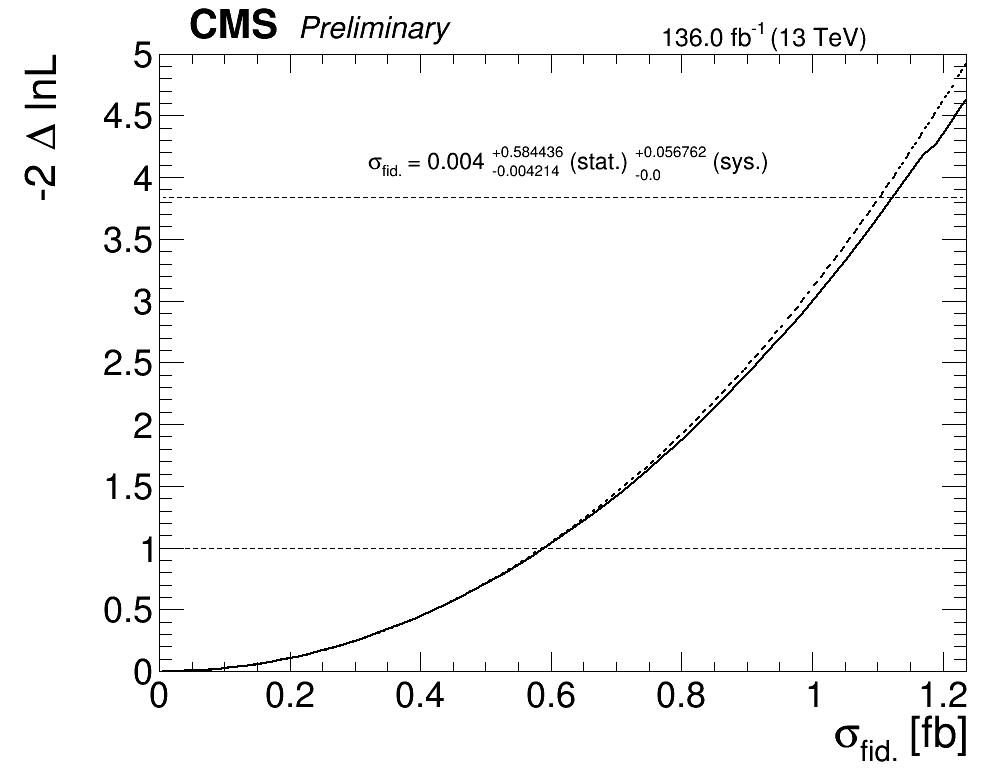 CMS Preliminary
136.0 fb-1 (13 TeV)
-2 Δ lnL
5
4.5
σfid. = 0.004 +0.584436 -0.004214 (stat.) +0.056762 -0.0 (sys.)
4
3.5
3
2.5
2
1.5
1
0.5
0
0 0.2 0.4 0.6 0.8 1 1.2
σfid. [fb]